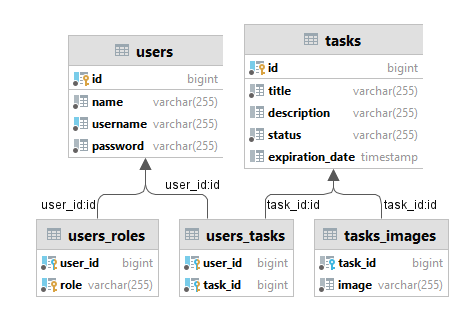 users
id bigint
name varchar(255)
username varchar(255)
password varchar(255)
tasks
id bigint
title varchar(255)
description varchar(255)
status varchar(255)
expiration_date timestamp
user_id:id
user_id:id
task_id:id
task_id:id
users_roles
user_id bigint
role varchar(255)
users_tasks
user_id bigint
task_id bigint
tasks_images
task_id bigint
image varchar(255)